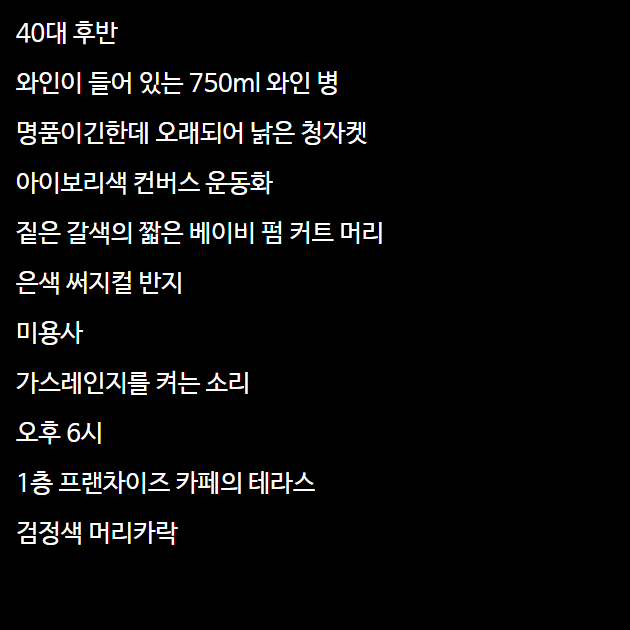 40대 후반
와인이 들어 있는 750ml 와인 병
명품이긴한데 오래되어 낡은 청자켓
아이보리색 컨버스 운동화
짙은 갈색의 짧은 베이비 펌 커트 머리
은색 써지컬 반지
미용사
가스레인지를 켜는 소리
오후 6시
1층 프랜차이즈 카페의 테라스
검정색 머리카락